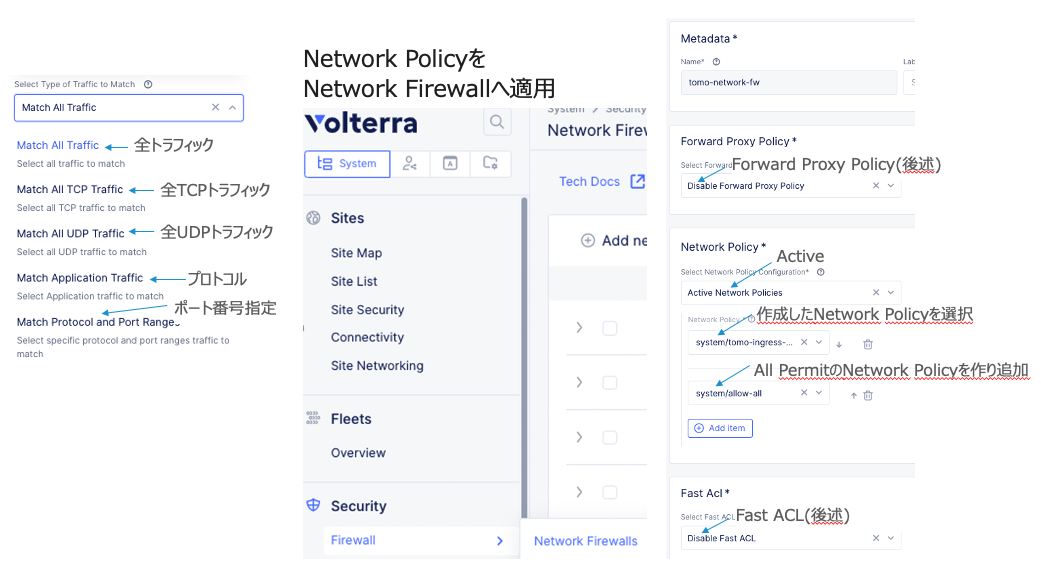 Select Type of Traffic to Match
Match All Traffic
Match All Traffic
全トラフィック
Select all traffic to match
Match All TCP Traffic
全TCPトラフィック
Select all TCP traffic to match
Match All UDP Traffic
全UDPトラフィック
Select all UDP traffic to match
Match Application Traffic
プロトコル
Select Application traffic to match
ポート番号指定
Match Protocol and Port Ranges
Select specific protocol and port ranges traffic to
match
Network Policyを
Network Firewallへ適用
Volterra
System
Sites
Site Map
Site List
Site Security
Connectivity
Site Networking
Fleets
Overview
Security
Firewall
System > Security
Network Firew
Tech Docs
Add ne
Network Firewalls
Metadata *
Name*
Lab
tomo-network-fw
S
Forward Proxy Policy *
Select Forward
Forward Proxy Policy(後述)
Disable Forward Proxy Policy
Network Policy *
Active
Select Network Policy Configuration*
Active Network Policies
Network Policy *
作成したNetwork Policyを選択
system/tomo-ingress-...
All PermitのNetwork Policyを作り追加
system/allow-all
Add item
Fast Acl *
Select Fast ACL
Fast ACL(後述)
Disable Fast ACL